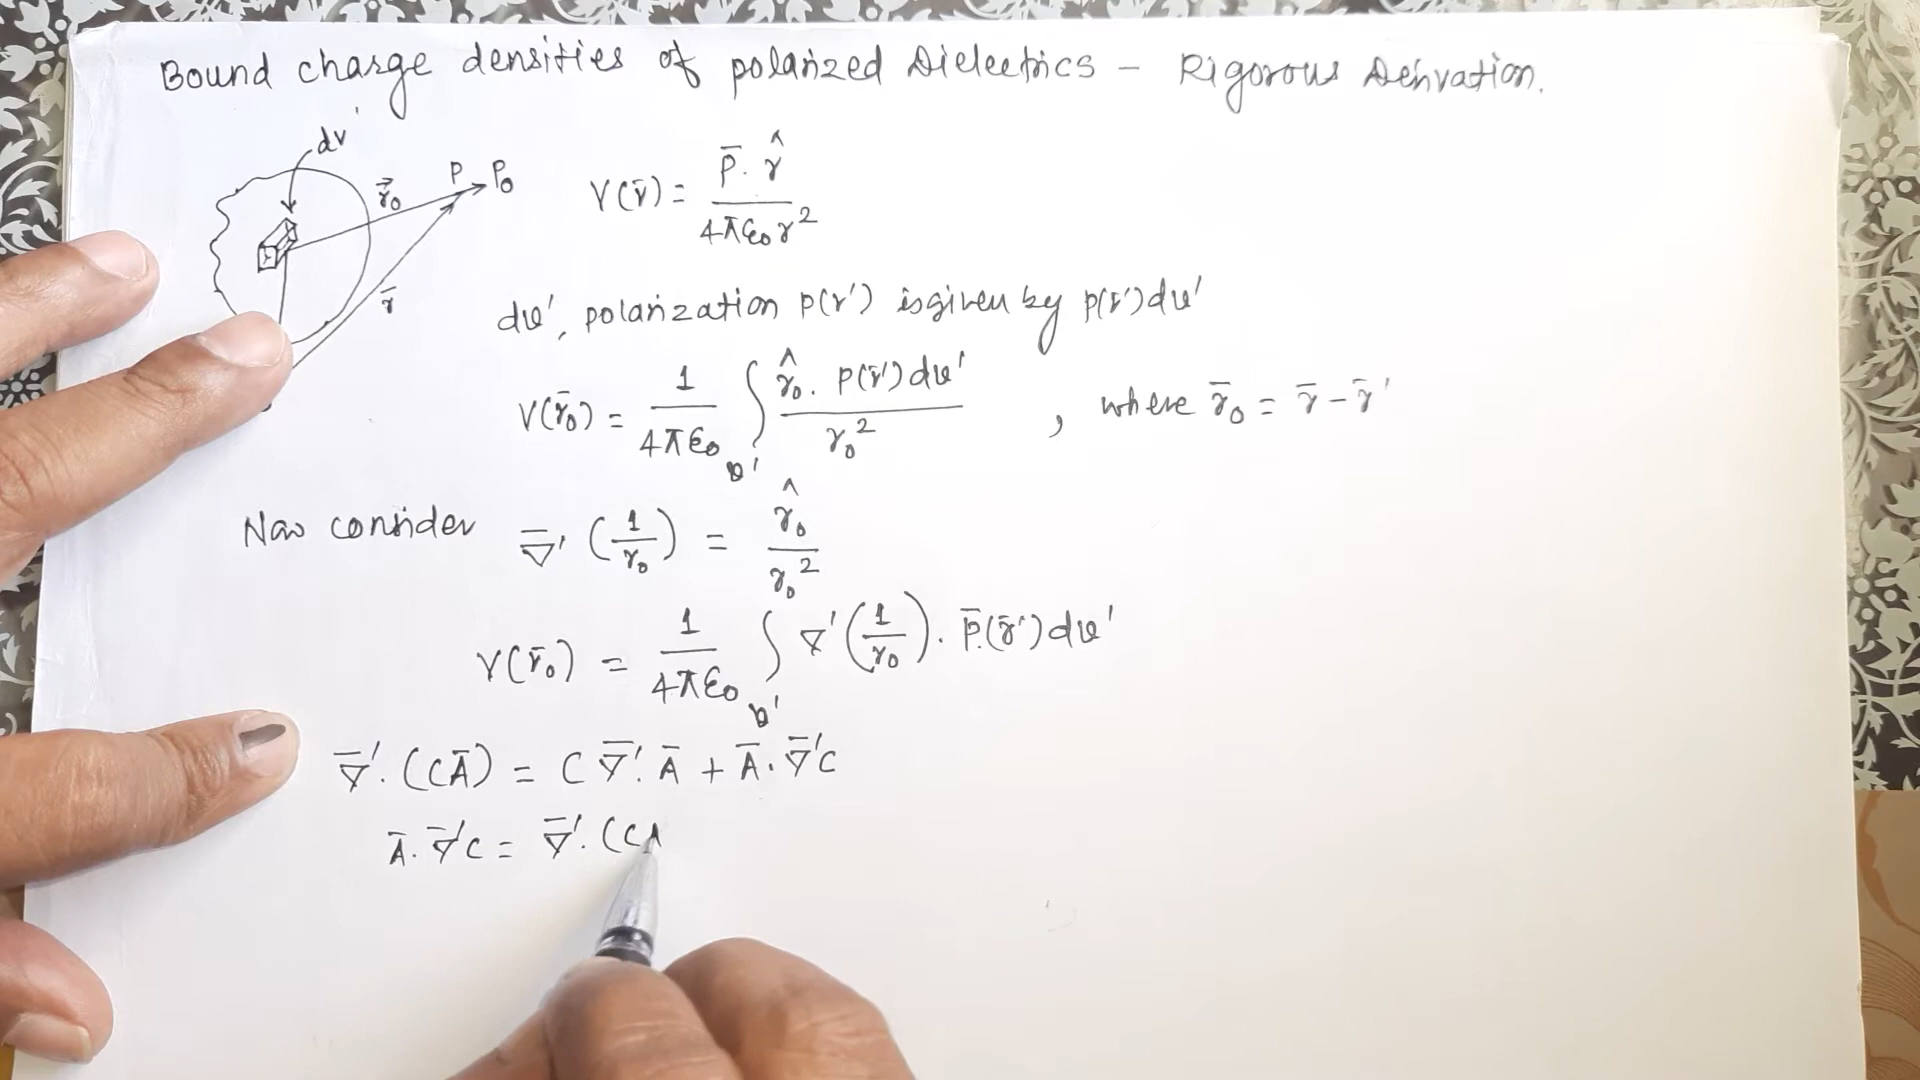 Bound charge densities of polarized Dielectrics - Rigorous Derivation.
dv'
r⃗₀ P P₀
r̄
V(r̄) = p̄ . r̂ / 4πε₀r²
dv', polarization p(r') is given by p(r̄')dv'
V(r̄₀) = 1/4πε₀ ∫v' r̂₀ . p(r̄')dv' / r₀² , where r̄₀ = r̄ - r̄'
Now consider ∇̄' (1/r₀) = r̂₀ / r₀²
V(r̄₀) = 1/4πε₀ ∫v' ∇'(1/r₀) . P̄(r̄')dv'
∇̄' . (CĀ) = C ∇̄' . Ā + Ā . ∇̄'C
Ā . ∇̄'C = ∇̄' . (CA